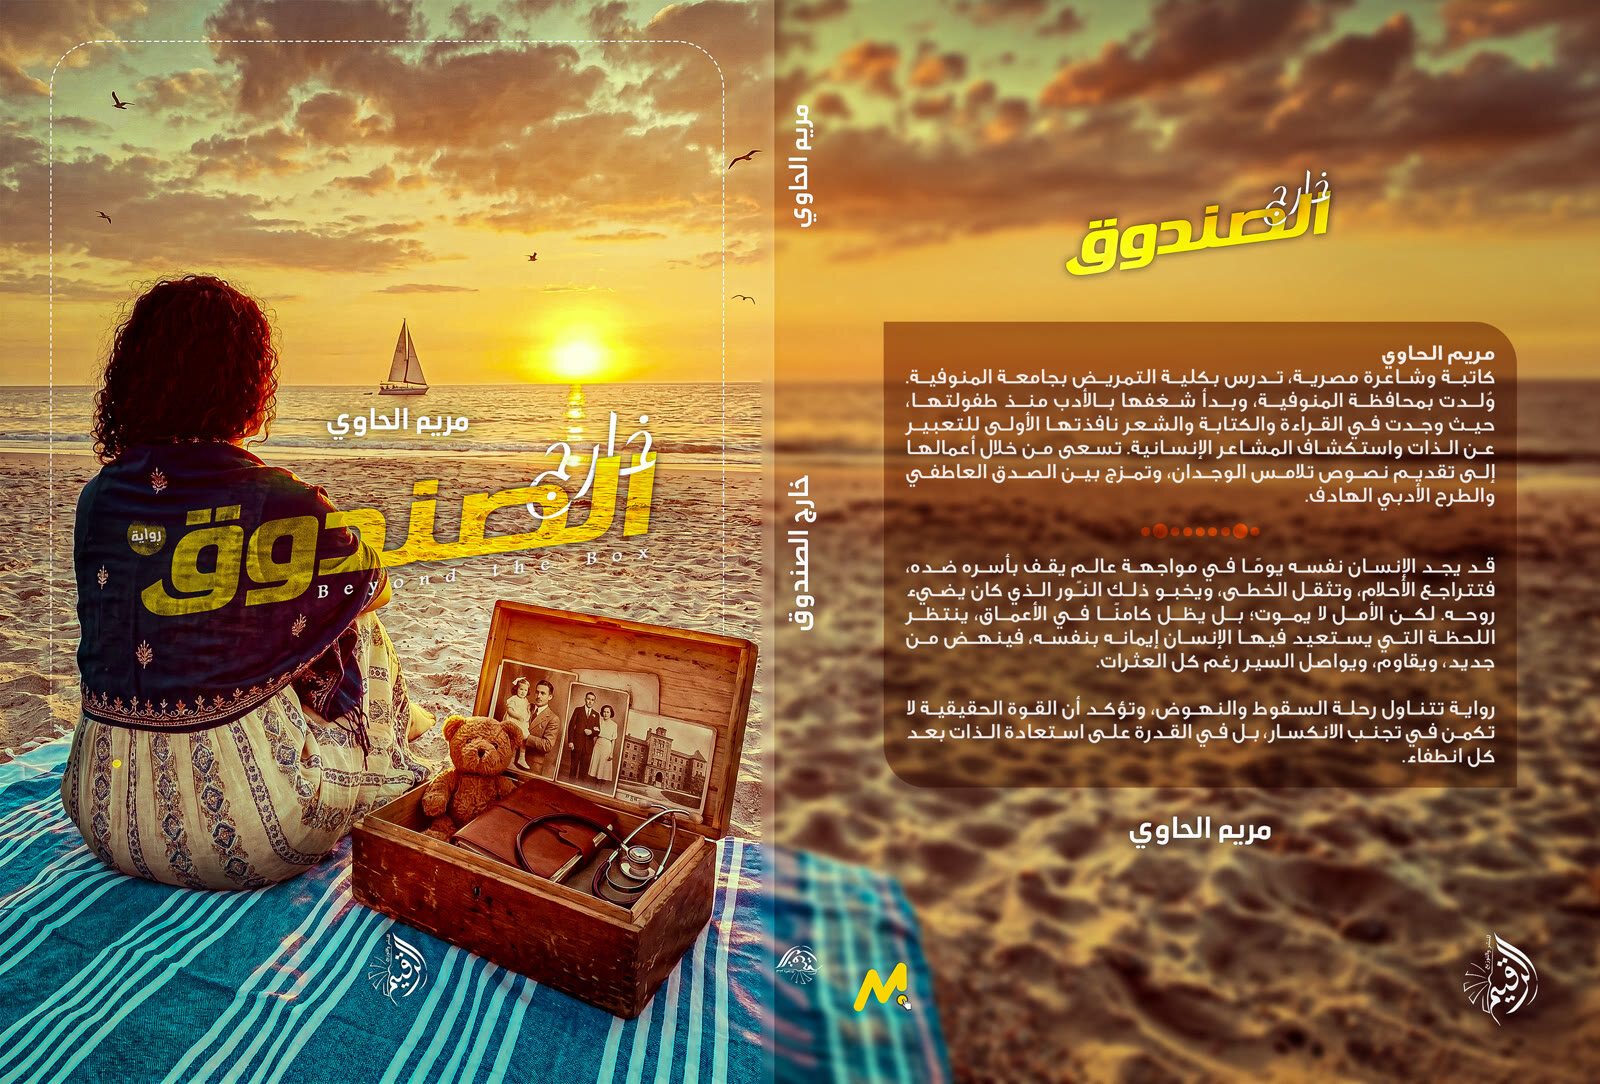 مريم الحاوي
خارج
الصندوق
رواية
Beyond the Box
الرقيم
للنشر والتوزيع
مريم الحاوي
خارج الصندوق
خارج
الصندوق
مريم الحاوي
كاتبة وشاعرة مصرية، تدرس بكلية التمريض بجامعة المنوفية.
وُلدت بمحافظة المنوفية، وبدأ شغفها بالأدب منذ طفولتها،
حيث وجدت في القراءة والكتابة والشعر نافذتها الأولى للتعبير
عن الذات واستكشاف المشاعر الإنسانية. تسعى من خلال أعمالها
إلى تقديم نصوص تلامس الوجدان، وتمزج بين الصدق العاطفي
والطرح الأدبي الهادف.
قد يجد الإنسان نفسه يومًا في مواجهة عالم يقف بأسره ضده،
فتتراجع الأحلام، وتثقل الخطى، ويخبو ذلك النّور الذي كان يضيء
روحه. لكن الأمل لا يموت؛ بل يظل كامنًا في الأعماق، ينتظر
اللحظة التي يستعيد فيها الإنسان إيمانه بنفسه، فينهض من
جديد، ويقاوم، ويواصل السير رغم كل العثرات.
رواية تتناول رحلة السقوط والنهوض، وتؤكد أن القوة الحقيقية لا
تكمن في تجنب الانكسار، بل في القدرة على استعادة الذات بعد
كل انطفاء.
مريم الحاوي
M
الرقيم
للنشر والتوزيع